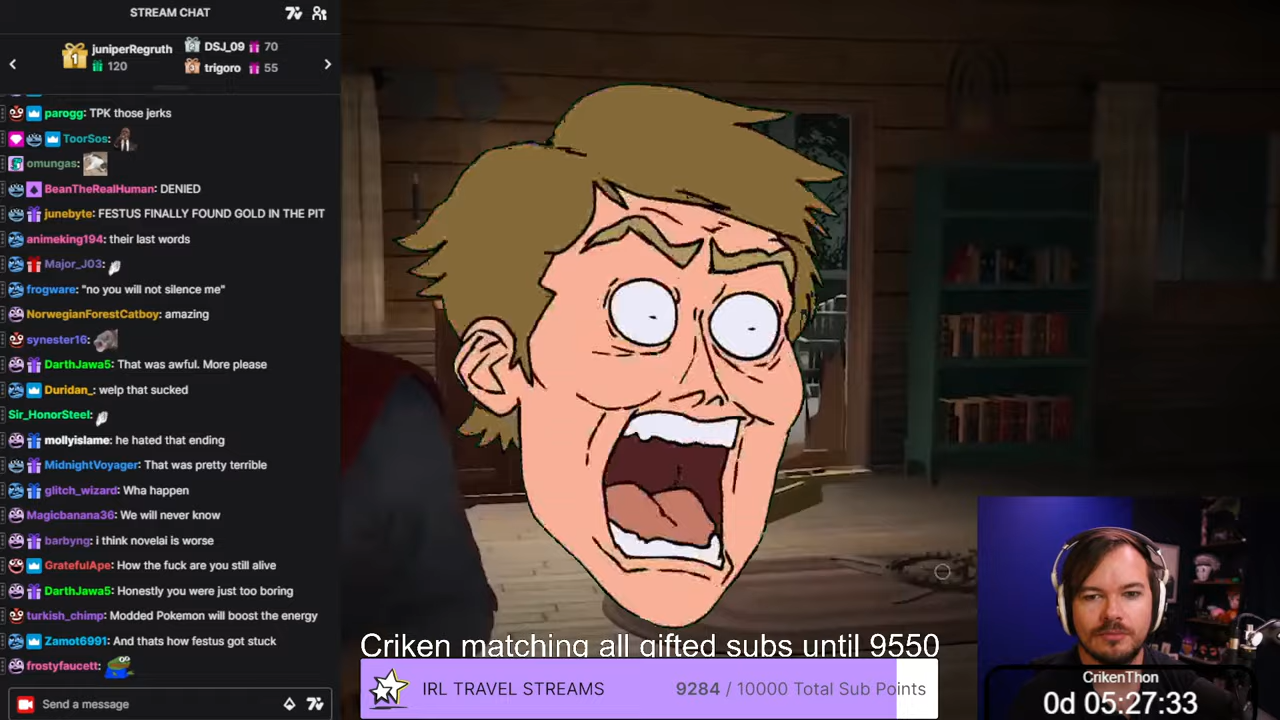 STREAM CHAT
juniperRegruth
120
DSJ_09 70
trigoro 55
parogg: TPK those jerks
ToorSos:
omungas:
BeanTheRealHuman: DENIED
junebyte: FESTUS FINALLY FOUND GOLD IN THE PIT
animeking194: their last words
Major_J03:
frogware: "no you will not silence me"
NorwegianForestCatboy: amazing
synester16:
DarthJawa5: That was awful. More please
Duridan_: welp that sucked
Sir_HonorSteel:
mollyislame: he hated that ending
MidnightVoyager: That was pretty terrible
glitch_wizard: Wha happen
Magicbanana36: We will never know
barbyng: i think novelai is worse
GratefulApe: How the fuck are you still alive
DarthJawa5: Honestly you were just too boring
turkish_chimp: Modded Pokemon will boost the energy
Zamot6991: And thats how festus got stuck
frostyfaucett:
Send a message
Criken matching all gifted subs until 9550
IRL TRAVEL STREAMS 9284 / 10000 Total Sub Points
CrikenThon
0d 05:27:33